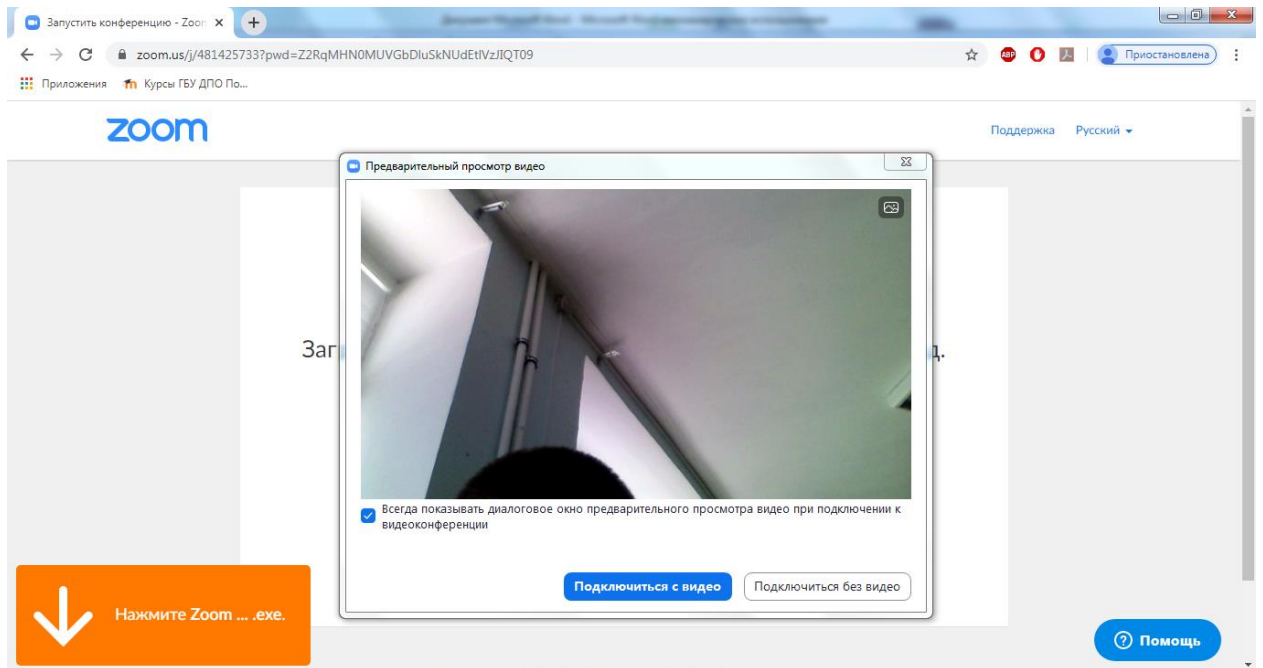 Запустить конференцию - Zoom
zoom.us/j/481425733?pwd=Z2RqMHN0MUVGbDluSkNUdEtlVzJIQT09
ABP
Приостановлена
Приложения
Курсы ГБУ ДПО По...
zoom
Поддержка
Русский
Предварительный просмотр видео
Заг
д.
Всегда показывать диалоговое окно предварительного просмотра видео при подключении к
видеоконференции
Подключиться с видео
Подключиться без видео
Нажмите Zoom ... .exe.
Помощь